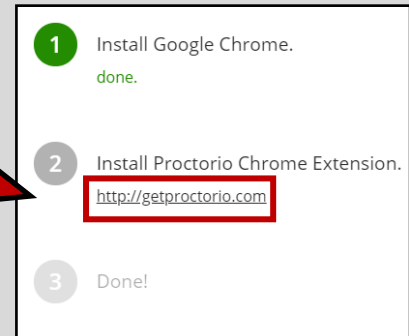 1 Install Google Chrome.
done.
2 Install Proctorio Chrome Extension.
http://getproctorio.com
3 Done!